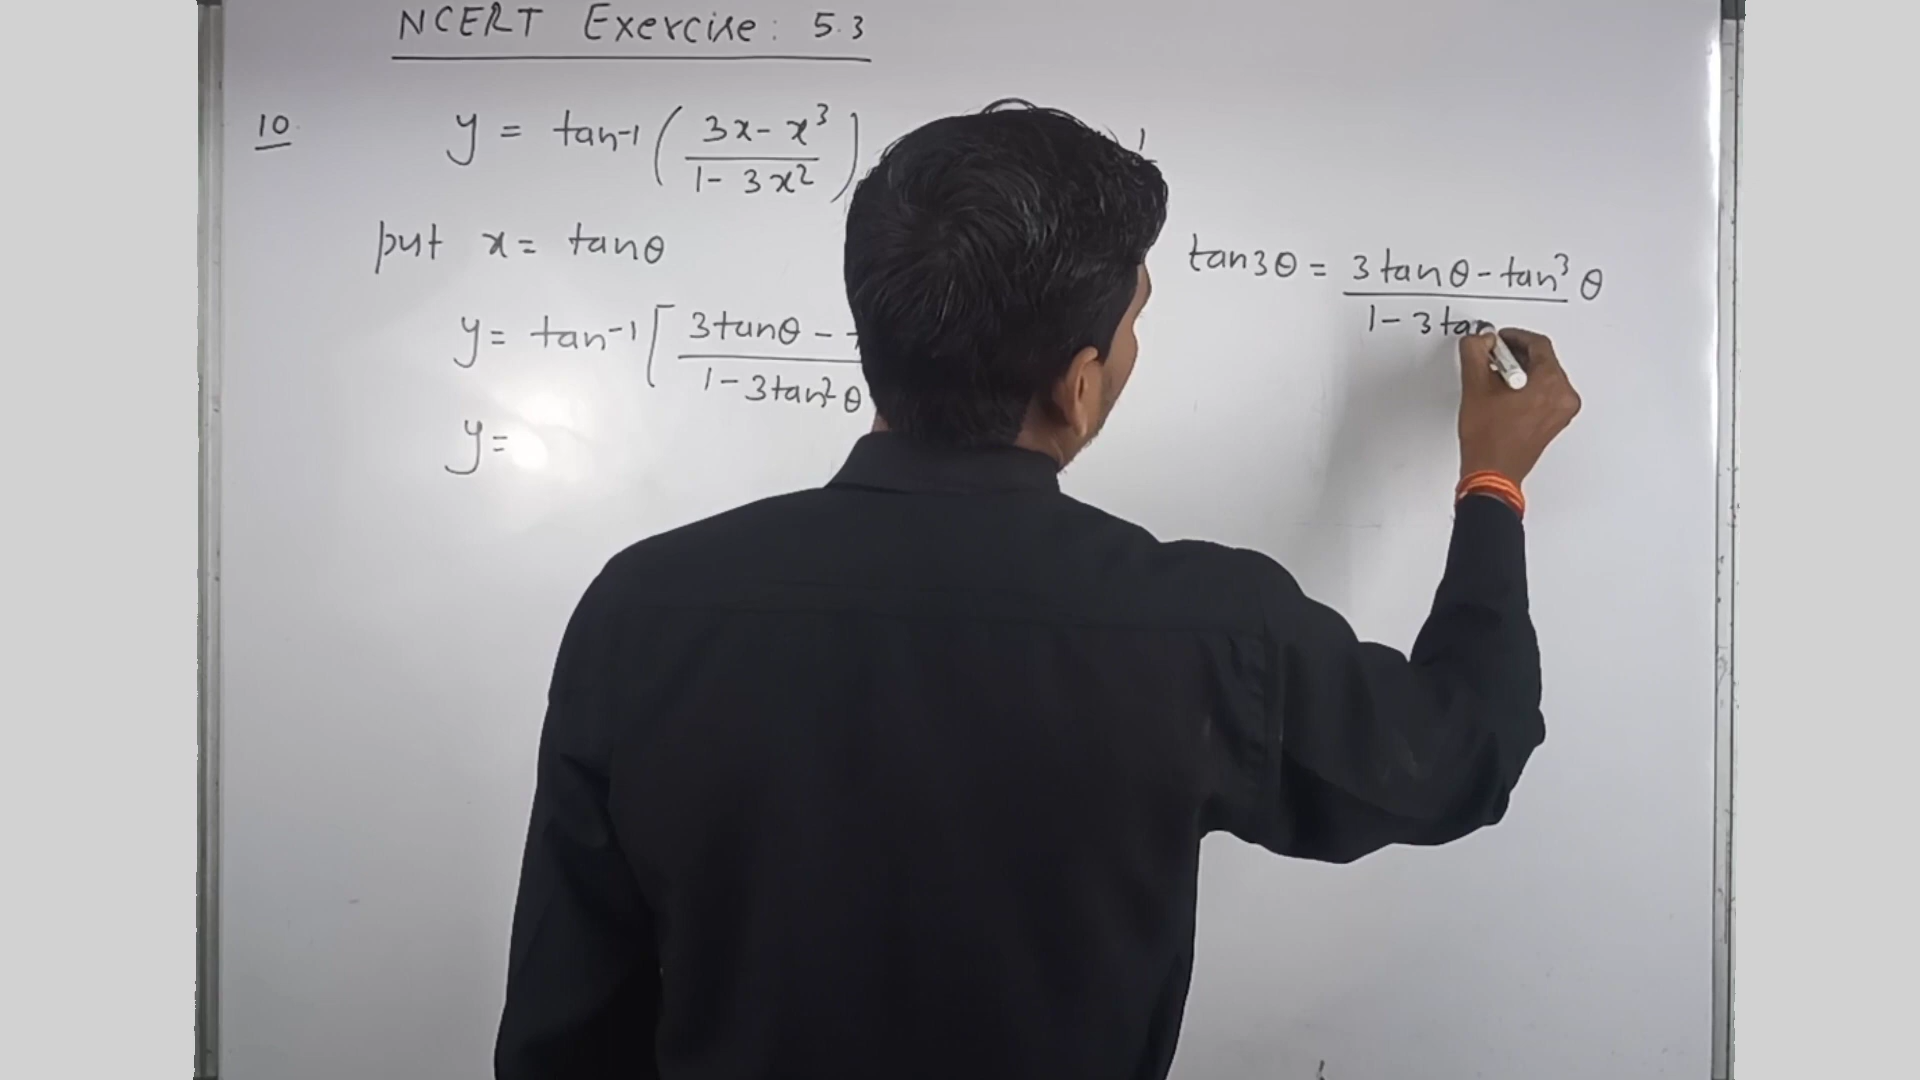 NCERT Exercise: 5.3
10. y = tan-1 ( 3x - x³ / 1 - 3x² )
put x = tanθ
tan3θ = 3tanθ - tan³θ / 1 - 3tan
y = tan-1 [ 3tanθ - / 1 - 3tan²θ
y =